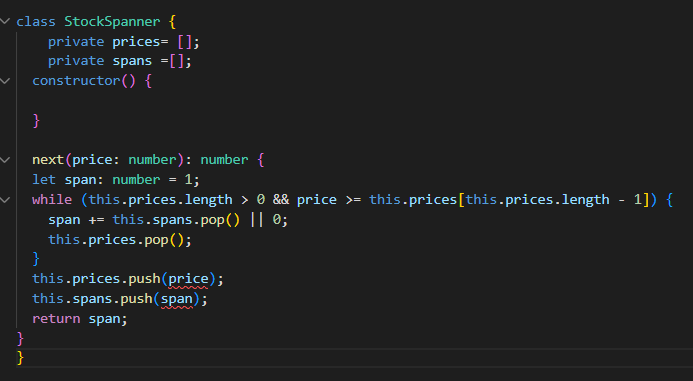 class StockSpanner {
    private prices= [];
    private spans =[];
  constructor() {

  }

  next(price: number): number {
  let span: number = 1;
  while (this.prices.length > 0 && price >= this.prices[this.prices.length - 1]) {
    span += this.spans.pop() || 0;
    this.prices.pop();
  }
  this.prices.push(price);
  this.spans.push(span);
  return span;
}
}